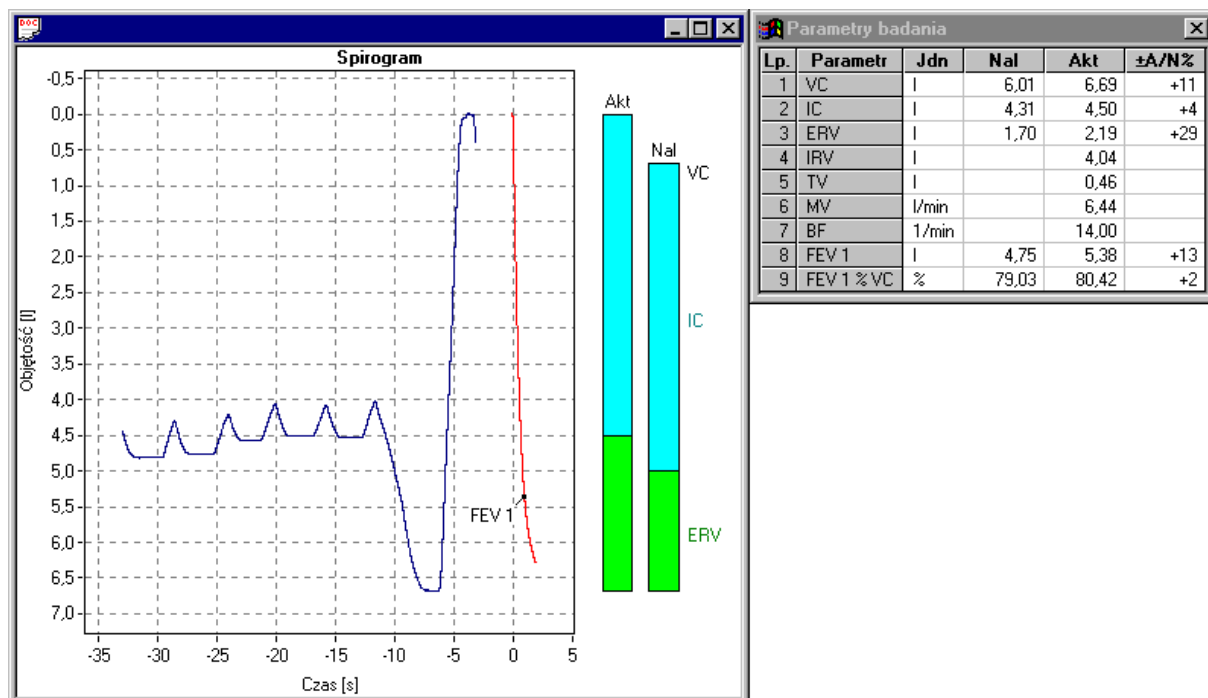 DOC
Spirogram
-0,5
0,0
0,5
1,0
1,5
2,0
2,5
3,0
3,5
4,0
4,5
5,0
5,5
6,0
6,5
7,0
Objętość [l]
-35 -30 -25 -20 -15 -10 -5 0 5
Czas [s]
FEV 1
Akt
Nal
VC
IC
ERV
Parametry badania
Lp. Parametr Jdn Nal Akt ±A/N%
1 VC l 6,01 6,69 +11
2 IC l 4,31 4,50 +4
3 ERV l 1,70 2,19 +29
4 IRV l 4,04
5 TV l 0,46
6 MV l/min 6,44
7 BF 1/min 14,00
8 FEV 1 l 4,75 5,38 +13
9 FEV 1 % VC % 79,03 80,42 +2